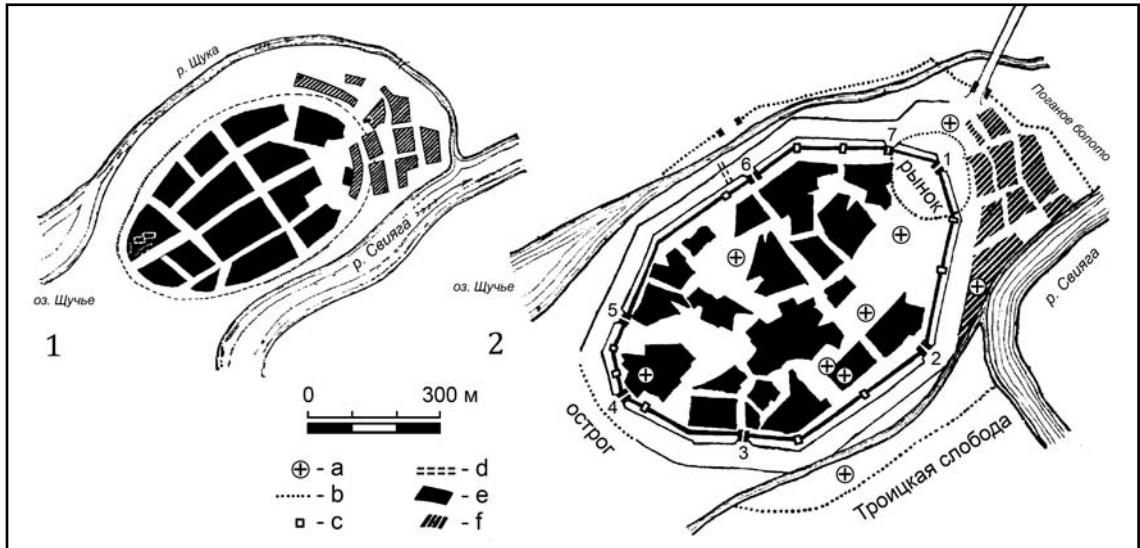 р. Щука
р. Свияга
оз. Щучье
1
0 300 м
а
b
c
d
e
f
оз. Щучье
2
Поганое болото
р. Свияга
рынок
острог
Троицкая слобода
1
2
3
4
5
6
7